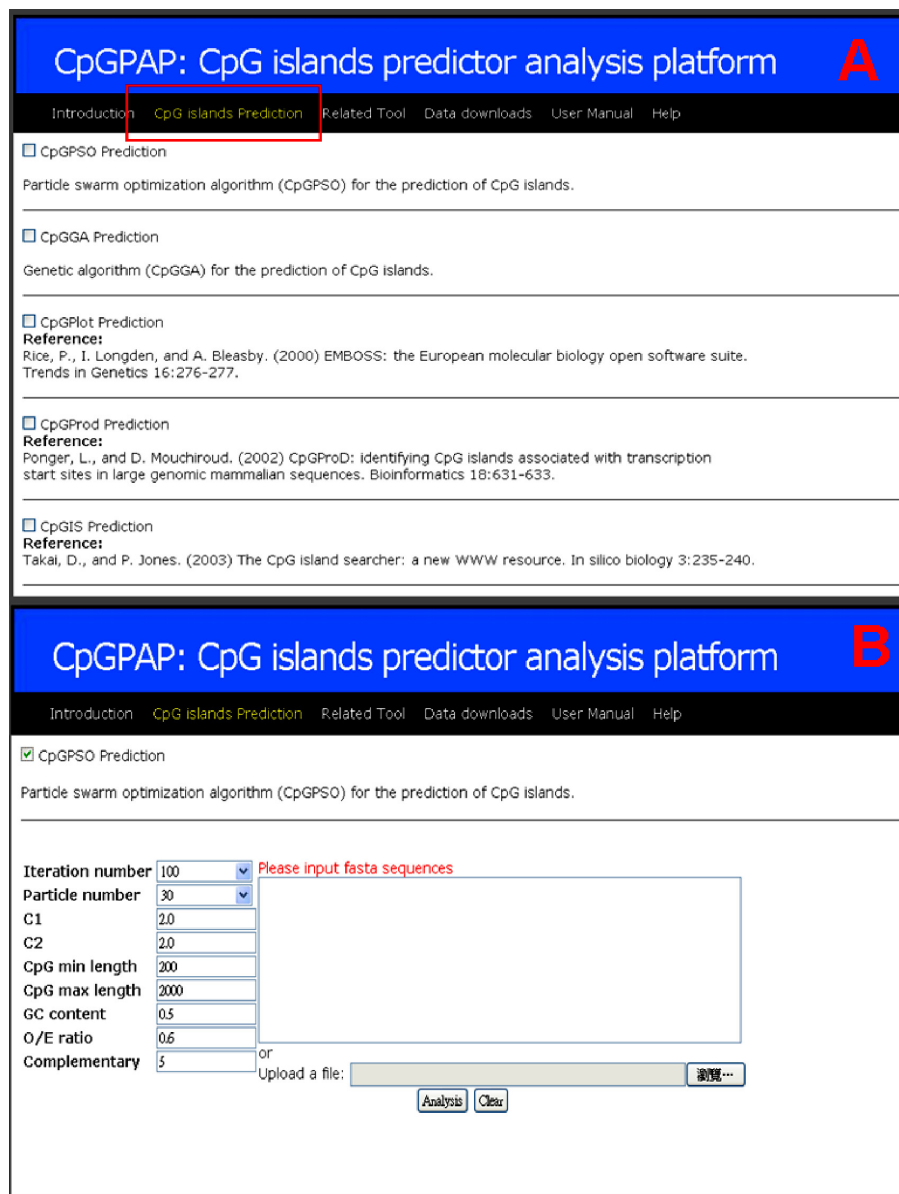 CpGPAP: CpG islands predictor analysis platform
A
Introduction CpG islands Prediction Related Tool Data downloads User Manual Help
CpGPSO Prediction
Particle swarm optimization algorithm (CpGPSO) for the prediction of CpG islands.
CpGGA Prediction
Genetic algorithm (CpGGA) for the prediction of CpG islands.
CpGPlot Prediction
Reference:
Rice, P., I. Longden, and A. Bleasby. (2000) EMBOSS: the European molecular biology open software suite.
Trends in Genetics 16:276-277.
CpGProd Prediction
Reference:
Ponger, L., and D. Mouchiroud. (2002) CpGProD: identifying CpG islands associated with transcription
start sites in large genomic mammalian sequences. Bioinformatics 18:631-633.
CpGIS Prediction
Reference:
Takai, D., and P. Jones. (2003) The CpG island searcher: a new WWW resource. In silico biology 3:235-240.
CpGPAP: CpG islands predictor analysis platform
B
Introduction CpG islands Prediction Related Tool Data downloads User Manual Help
CpGPSO Prediction
Particle swarm optimization algorithm (CpGPSO) for the prediction of CpG islands.
Iteration number 100
Particle number 30
C1 2.0
C2 2.0
CpG min length 200
CpG max length 2000
GC content 0.5
O/E ratio 0.6
Complementary 5
Please input fasta sequences
or
Upload a file: 瀏覽...
Analysis Clear